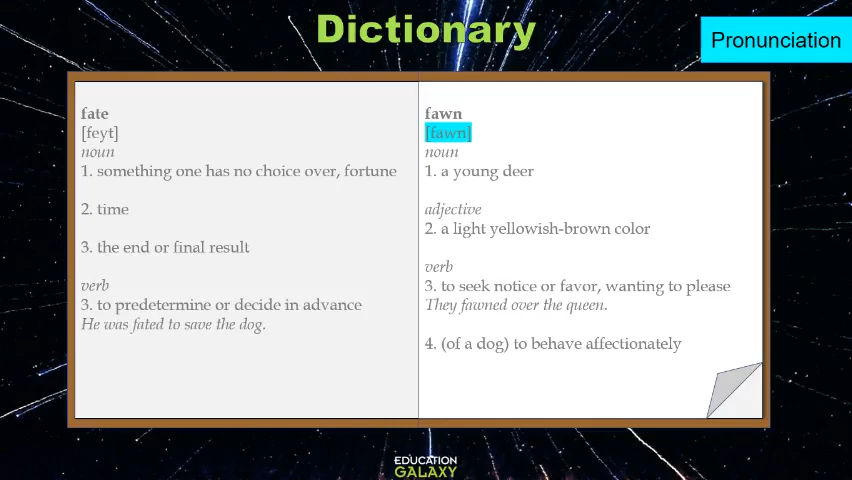 Dictionary
Pronunciation
fate
[feyt]
noun
1. something one has no choice over, fortune
2. time
3. the end or final result
verb
3. to predetermine or decide in advance
He was fated to save the dog.
fawn
[fawn]
noun
1. a young deer
adjective
2. a light yellowish-brown color
verb
3. to seek notice or favor, wanting to please
They fawned over the queen.
4. (of a dog) to behave affectionately
EDUCATION
GALAXY